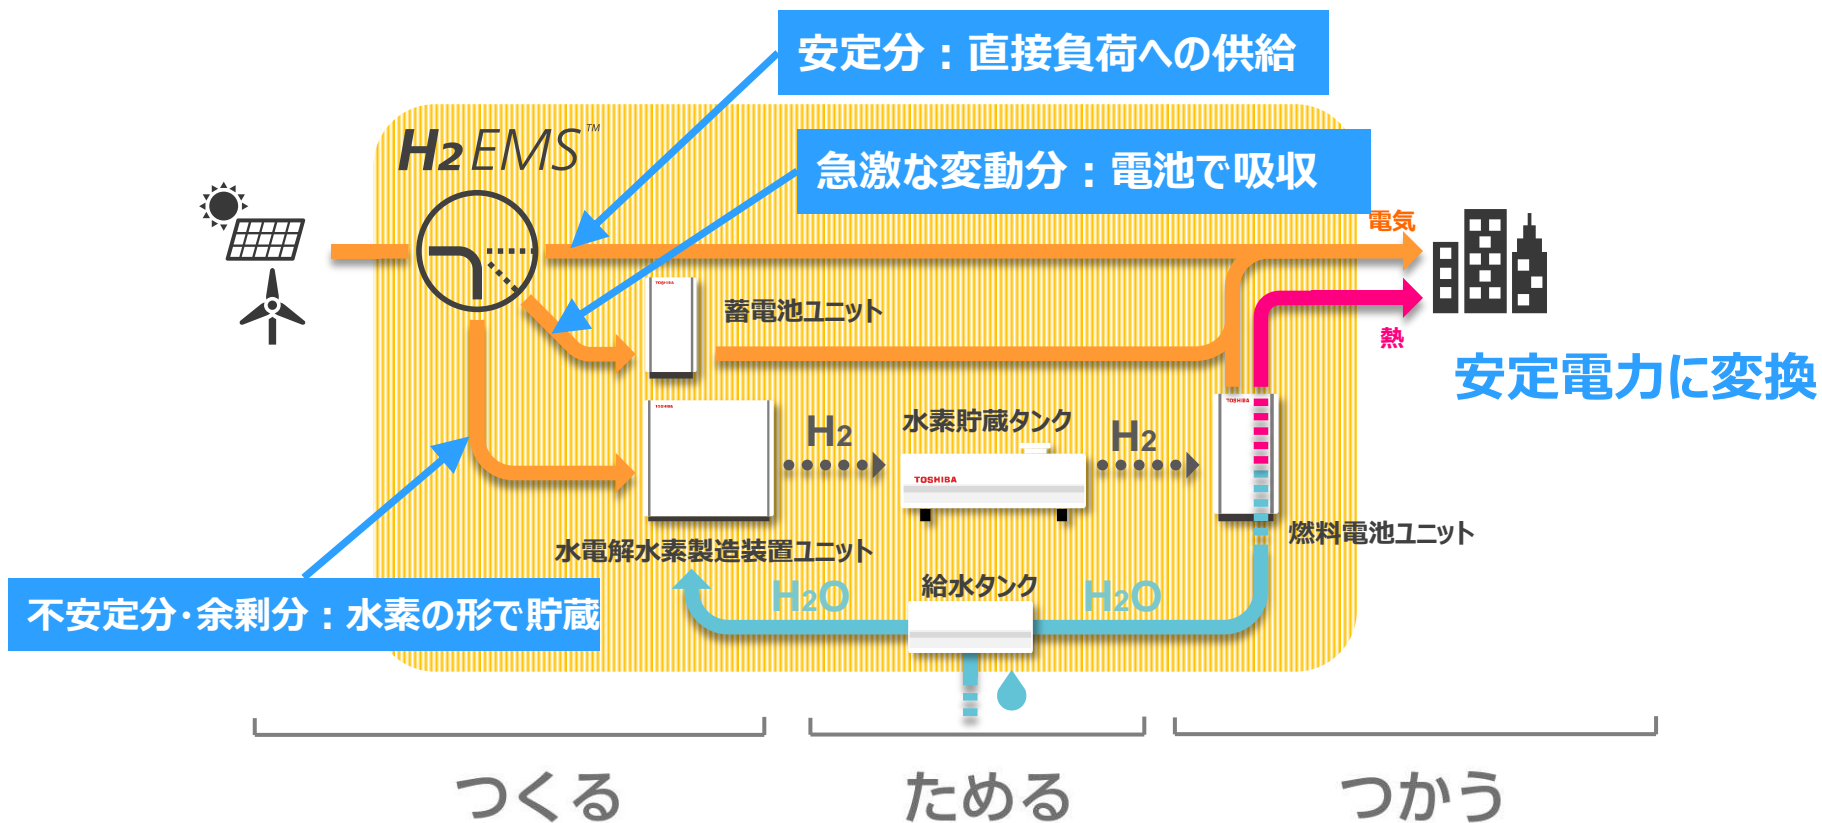 安定分：直接負荷への供給
H2EMS™
急激な変動分：電池で吸収
電気
TOSHIBA
蓄電池ユニット
熱
安定電力に変換
TOSHIBA
H2
水素貯蔵タンク
H2
TOSHIBA
TOSHIBA
燃料電池ユニット
水電解水素製造装置ユニット
給水タンク
H2O
H2O
不安定分・余剰分：水素の形で貯蔵
つくる
ためる
つかう